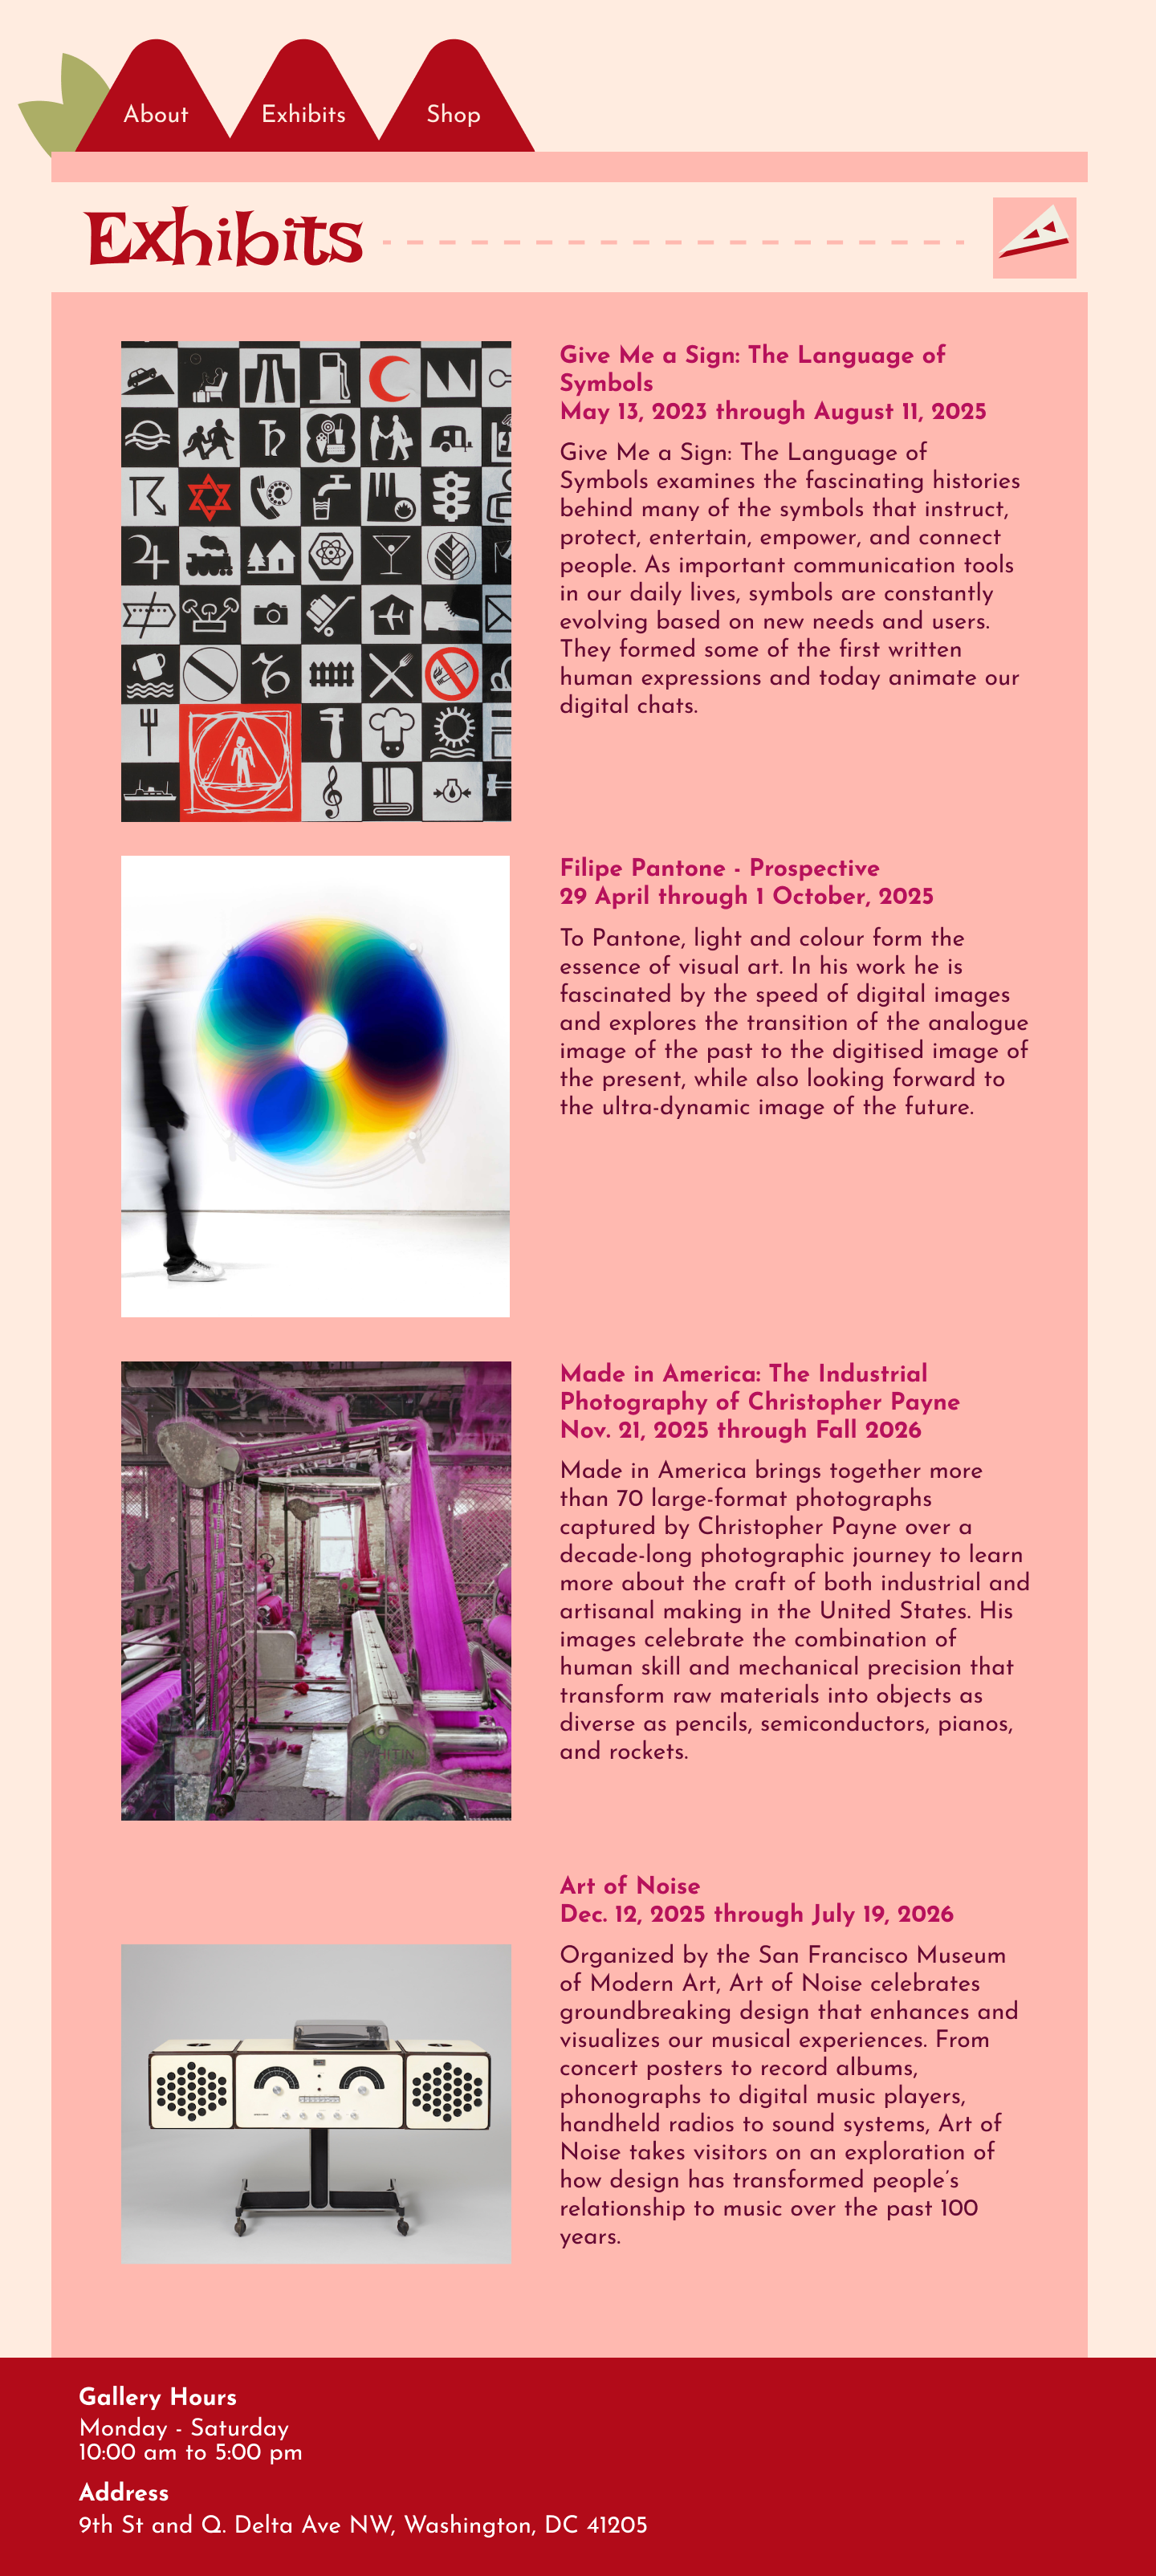 About
Exhibits
Shop
Exhibits
Give Me a Sign: The Language of
Symbols
May 13, 2023 through August 11, 2025
Give Me a Sign: The Language of
Symbols examines the fascinating histories
behind many of the symbols that instruct,
protect, entertain, empower, and connect
people. As important communication tools
in our daily lives, symbols are constantly
evolving based on new needs and users.
They formed some of the first written
human expressions and today animate our
digital chats.
Filipe Pantone - Prospective
29 April through 1 October, 2025
To Pantone, light and colour form the
essence of visual art. In his work he is
fascinated by the speed of digital images
and explores the transition of the analogue
image of the past to the digitised image of
the present, while also looking forward to
the ultra-dynamic image of the future.
Made in America: The Industrial
Photography of Christopher Payne
Nov. 21, 2025 through Fall 2026
Made in America brings together more
than 70 large-format photographs
captured by Christopher Payne over a
decade-long photographic journey to learn
more about the craft of both industrial and
artisanal making in the United States. His
images celebrate the combination of
human skill and mechanical precision that
transform raw materials into objects as
diverse as pencils, semiconductors, pianos,
and rockets.
WHITIN
Art of Noise
Dec. 12, 2025 through July 19, 2026
Organized by the San Francisco Museum
of Modern Art, Art of Noise celebrates
groundbreaking design that enhances and
visualizes our musical experiences. From
concert posters to record albums,
phonographs to digital music players,
handheld radios to sound systems, Art of
Noise takes visitors on an exploration of
how design has transformed people's
relationship to music over the past 100
years.
Gallery Hours
Monday - Saturday
10:00 am to 5:00 pm
Address
9th St and Q. Delta Ave NW, Washington, DC 41205